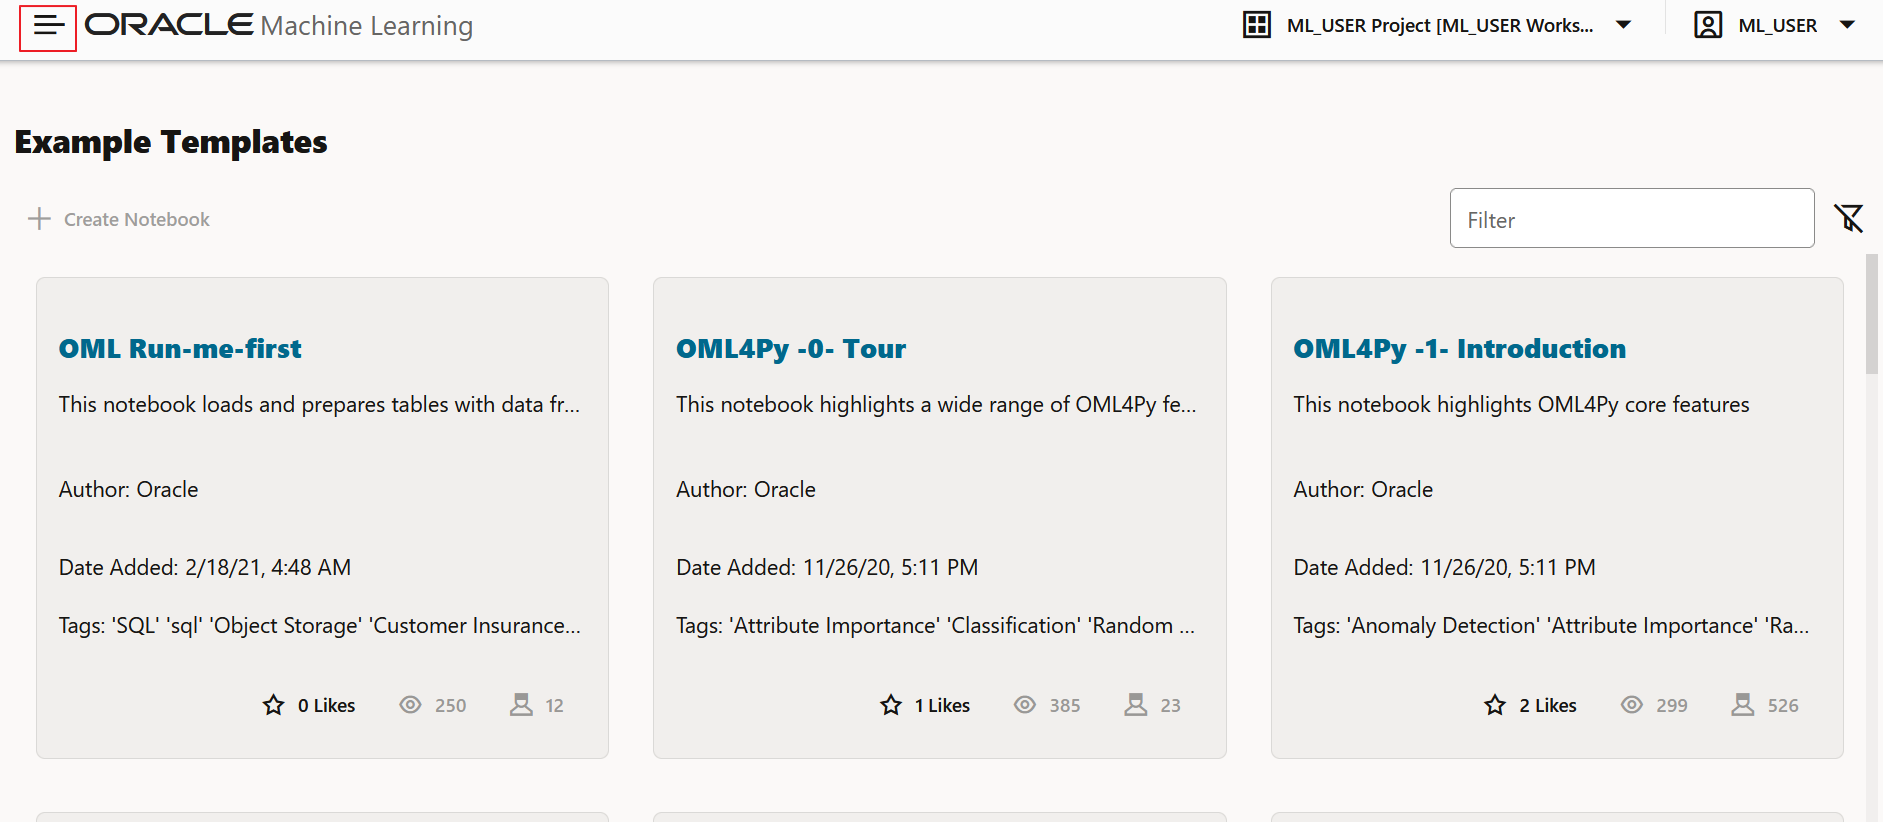 ORACLE Machine Learning
ML_USER Project [ML_USER Works...
ML_USER
Example Templates
Create Notebook
Filter
OML Run-me-first
This notebook loads and prepares tables with data fr...
Author: Oracle
Date Added: 2/18/21, 4:48 AM
Tags: 'SQL' 'sql' 'Object Storage' 'Customer Insurance...
0 Likes 250 12
OML4Py -0- Tour
This notebook highlights a wide range of OML4Py fe...
Author: Oracle
Date Added: 11/26/20, 5:11 PM
Tags: 'Attribute Importance' 'Classification' 'Random ...
1 Likes 385 23
OML4Py -1- Introduction
This notebook highlights OML4Py core features
Author: Oracle
Date Added: 11/26/20, 5:11 PM
Tags: 'Anomaly Detection' 'Attribute Importance' 'Ra...
2 Likes 299 526